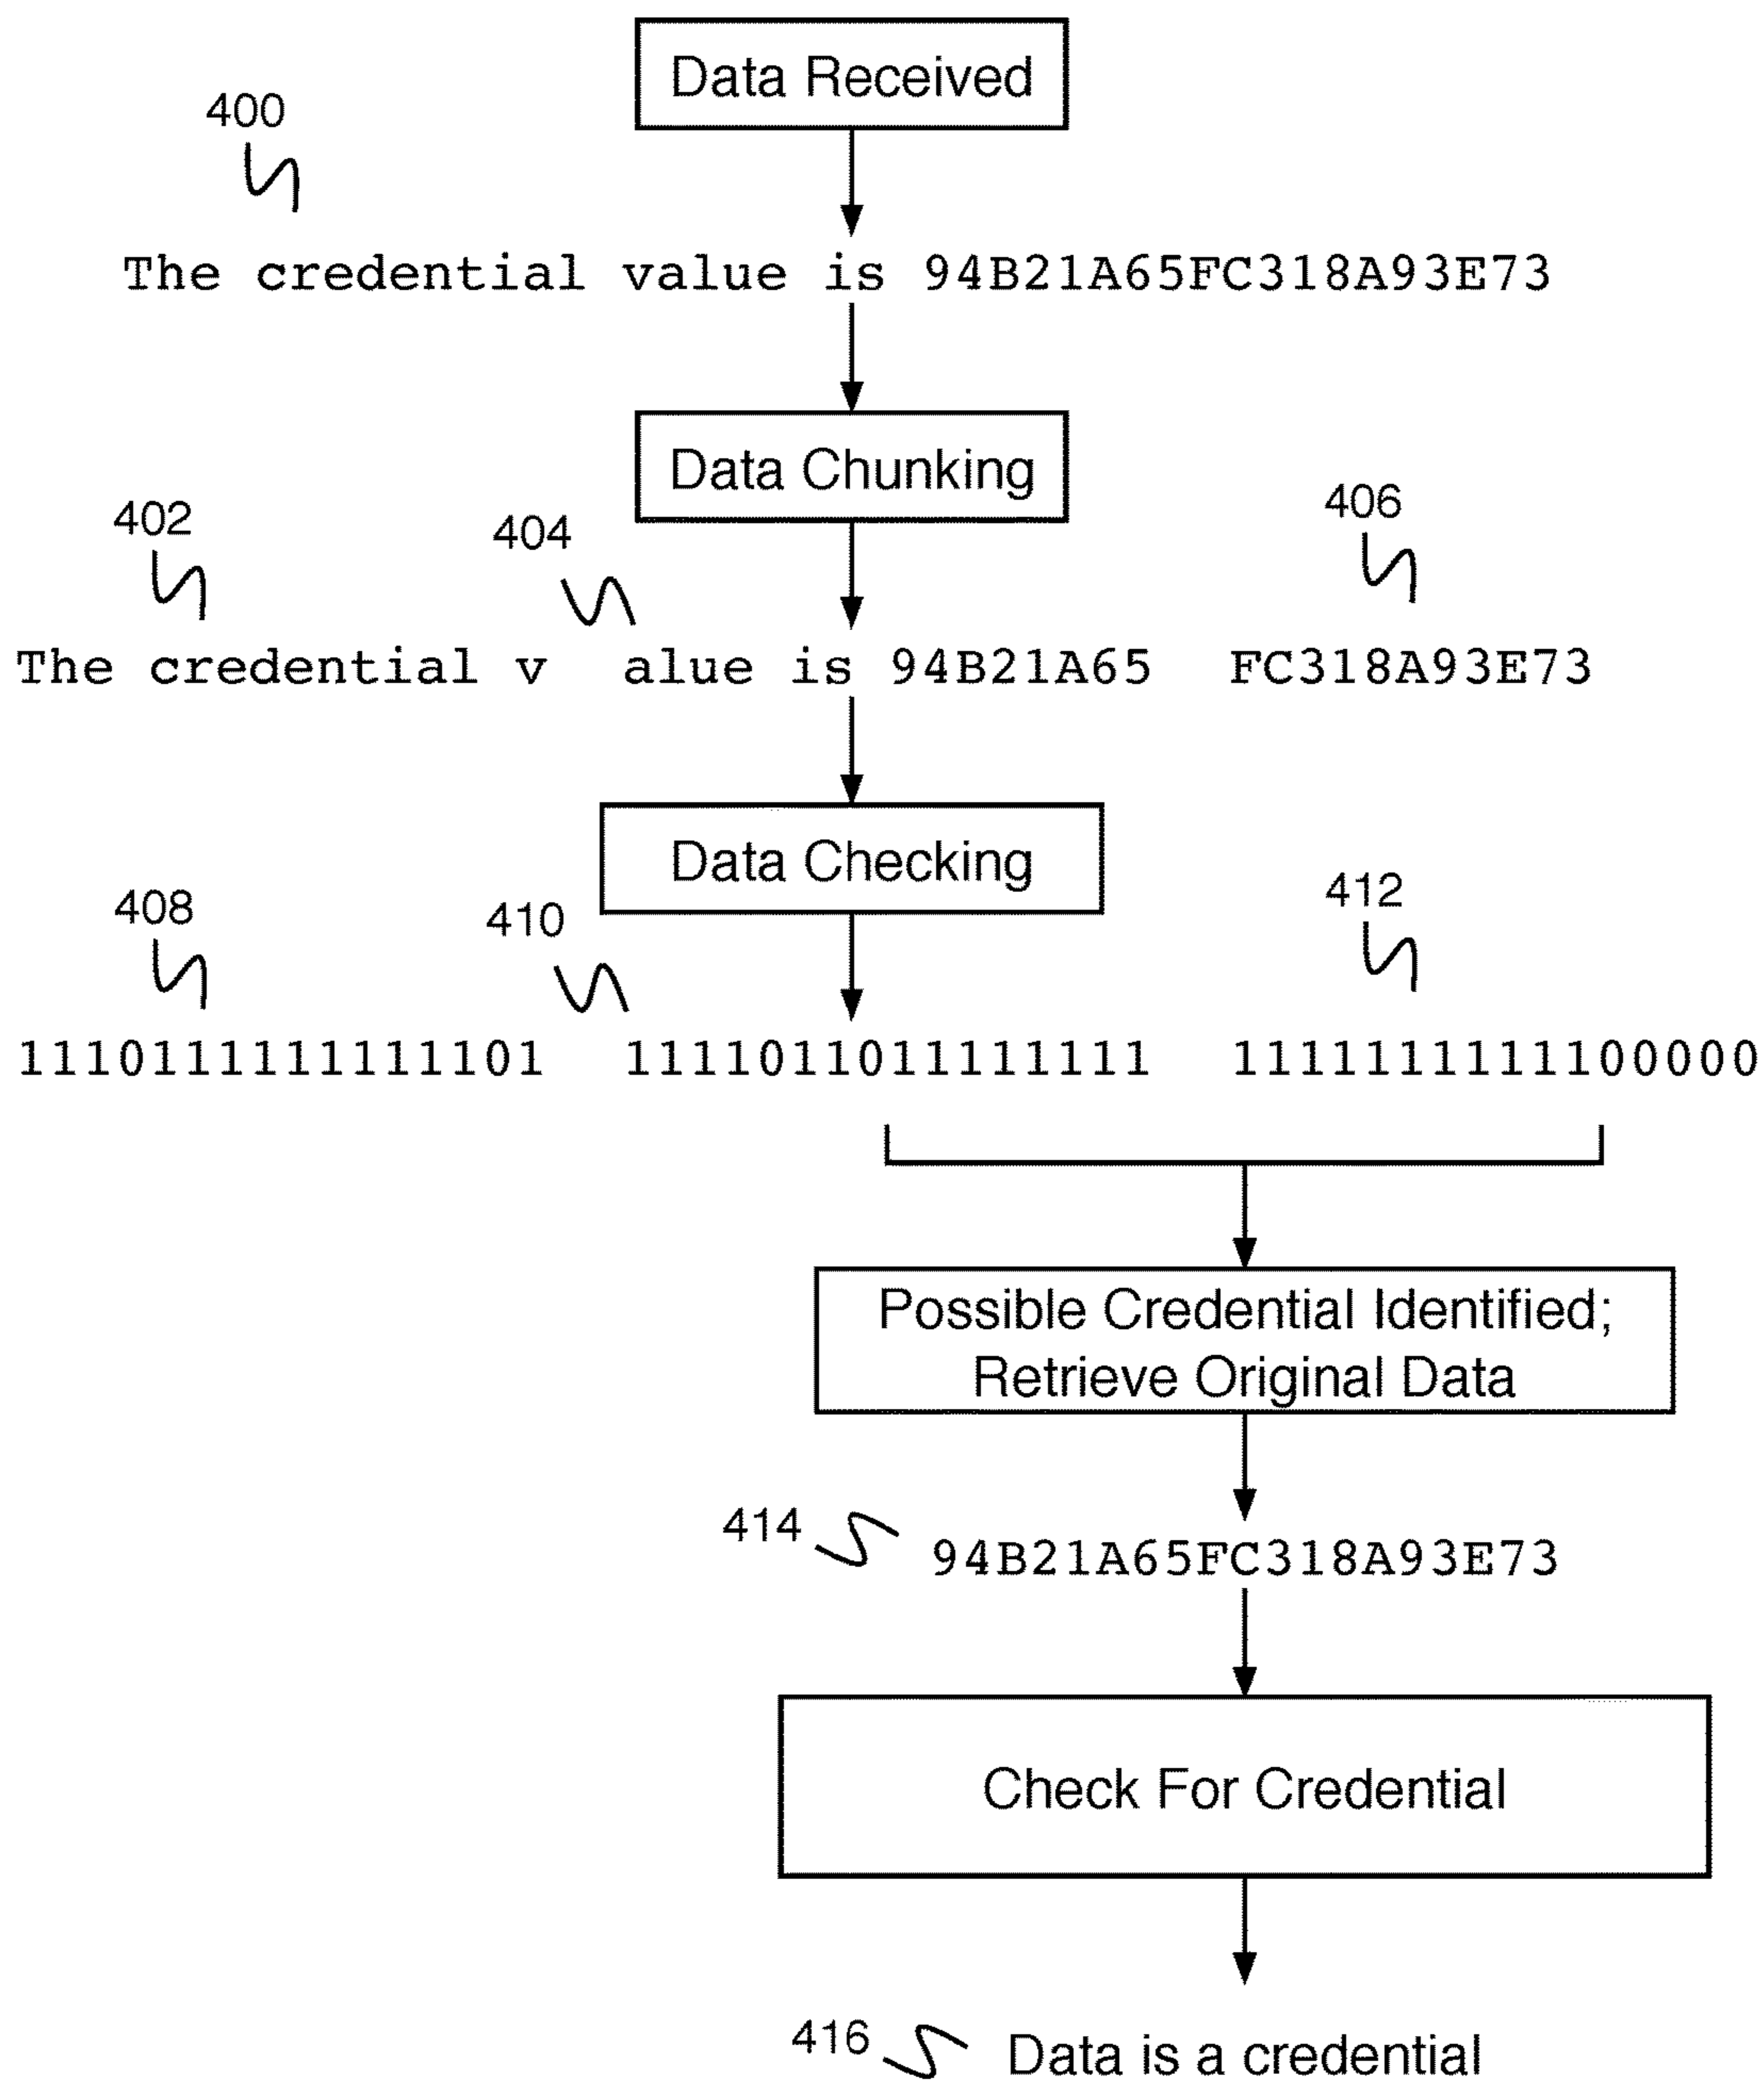 Data Received
400
The credential value is 94B21A65FC318A93E73
Data Chunking
402 404 406
The credential v alue is 94B21A65 FC318A93E73
Data Checking
408 410 412
1110111111111101 1111011011111111 1111111111100000
Possible Credential Identified;
Retrieve Original Data
414 94B21A65FC318A93E73
Check For Credential
416 Data is a credential